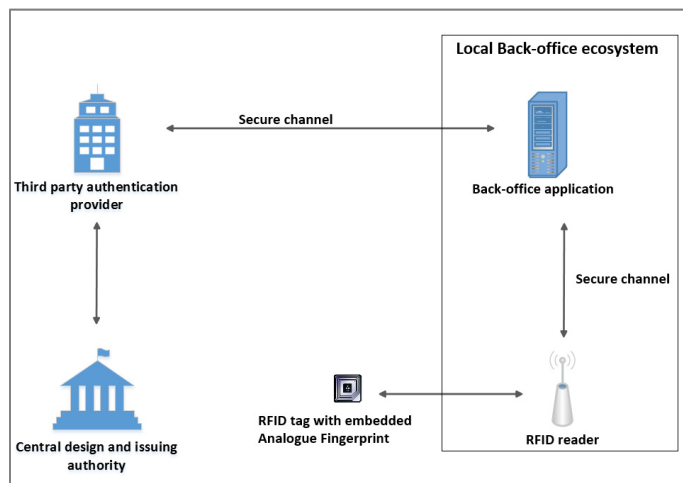 Local Back-office ecosystem
Secure channel
Third party authentication
provider
Back-office application
Secure channel
RFID tag with embedded
Analogue Fingerprint
RFID reader
Central design and issuing
authority